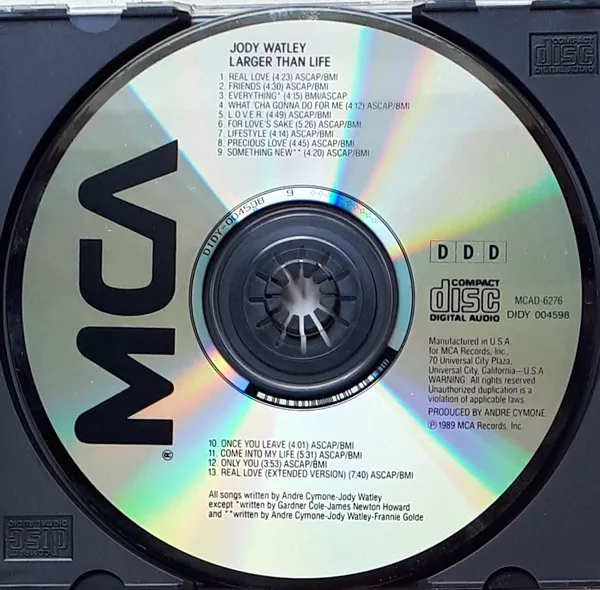 JODY WATLEY
LARGER THAN LIFE
1. REAL LOVE (4:23) ASCAP/BMI
2. FRIENDS (4:30) ASCAP/BMI
3. EVERYTHING* (4:15) BMI/ASCAP
4. WHAT 'CHA GONNA DO FOR ME (4:12) ASCAP/BMI
5. L.O.V.E.R. (4:49) ASCAP/BMI
6. FOR LOVE'S SAKE (5:26) ASCAP/BMI
7. LIFESTYLE (4:14) ASCAP/BMI
8. PRECIOUS LOVE (4:45) ASCAP/BMI
9. SOMETHING NEW** (4:20) ASCAP/BMI
COMPACT
disc
DIGITAL AUDIO
MCA®
DIDY-004598 9
D D D
COMPACT
disc
DIGITAL AUDIO
MCAD-6276
DIDY 004598
Manufactured in U.S.A.
for MCA Records, Inc.,
70 Universal City Plaza,
Universal City, California—U.S.A.
WARNING: All rights reserved.
Unauthorized duplication is a
violation of applicable laws.
PRODUCED BY ANDRE CYMONE
℗ 1989 MCA Records, Inc.
10. ONCE YOU LEAVE (4:01) ASCAP/BMI
11. COME INTO MY LIFE (5:31) ASCAP/BMI
12. ONLY YOU (3:53) ASCAP/BMI
13. REAL LOVE (EXTENDED VERSION) (7:40) ASCAP/BMI
All songs written by Andre Cymone-Jody Watley
except *written by Gardner Cole-James Newton Howard
and **written by Andre Cymone-Jody Watley-Frannie Golde
COMPACT
disc
DIGITAL AUDIO